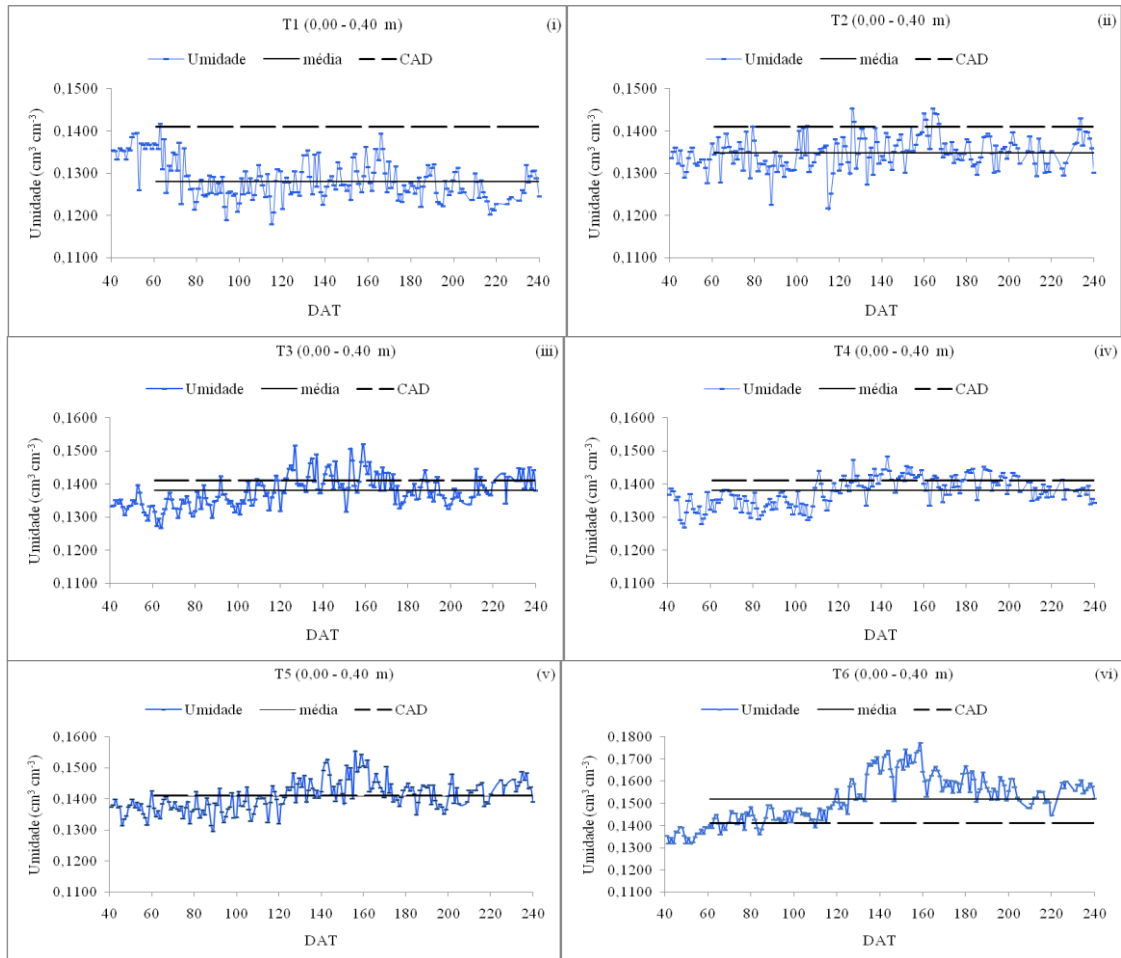 T1 (0,00 - 0,40 m) (i)
Umidade média CAD
0,1500
0,1400
0,1300
0,1200
0,1100
Umidade (cm³ cm⁻³)
40 60 80 100 120 140 160 180 200 220 240
DAT
T2 (0,00 - 0,40 m) (ii)
Umidade média CAD
0,1500
0,1400
0,1300
0,1200
0,1100
Umidade (cm³ cm⁻³)
40 60 80 100 120 140 160 180 200 220 240
DAT
T3 (0,00 - 0,40 m) (iii)
Umidade média CAD
0,1600
0,1500
0,1400
0,1300
0,1200
0,1100
Umidade (cm³ cm⁻³)
40 60 80 100 120 140 160 180 200 220 240
DAT
T4 (0,00 - 0,40 m) (iv)
Umidade média CAD
0,1600
0,1500
0,1400
0,1300
0,1200
0,1100
Umidade (cm³ cm⁻³)
40 60 80 100 120 140 160 180 200 220 240
DAT
T5 (0,00 - 0,40 m) (v)
Umidade média CAD
0,1600
0,1500
0,1400
0,1300
0,1200
0,1100
Umidade (cm³ cm⁻³)
40 60 80 100 120 140 160 180 200 220 240
DAT
T6 (0,00 - 0,40 m) (vi)
Umidade média CAD
0,1800
0,1700
0,1600
0,1500
0,1400
0,1300
0,1200
0,1100
Umidade (cm³ cm⁻³)
40 60 80 100 120 140 160 180 200 220 240
DAT